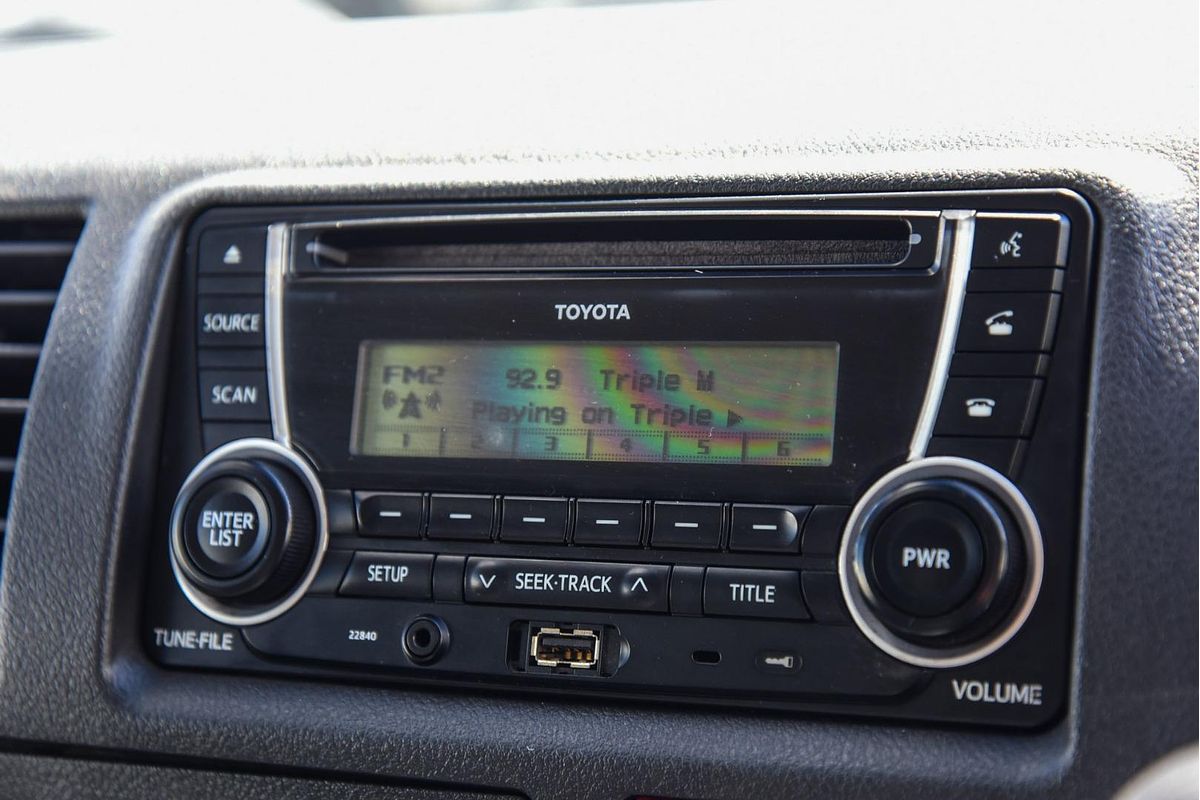 TOYOTA
SOURCE
SCAN
FM2 92.9 Triple M
Playing on Triple
1 2 3 4 5 6
ENTER
LIST
PWR
SETUP
SEEK·TRACK
TITLE
TUNE·FILE
22840
VOLUME